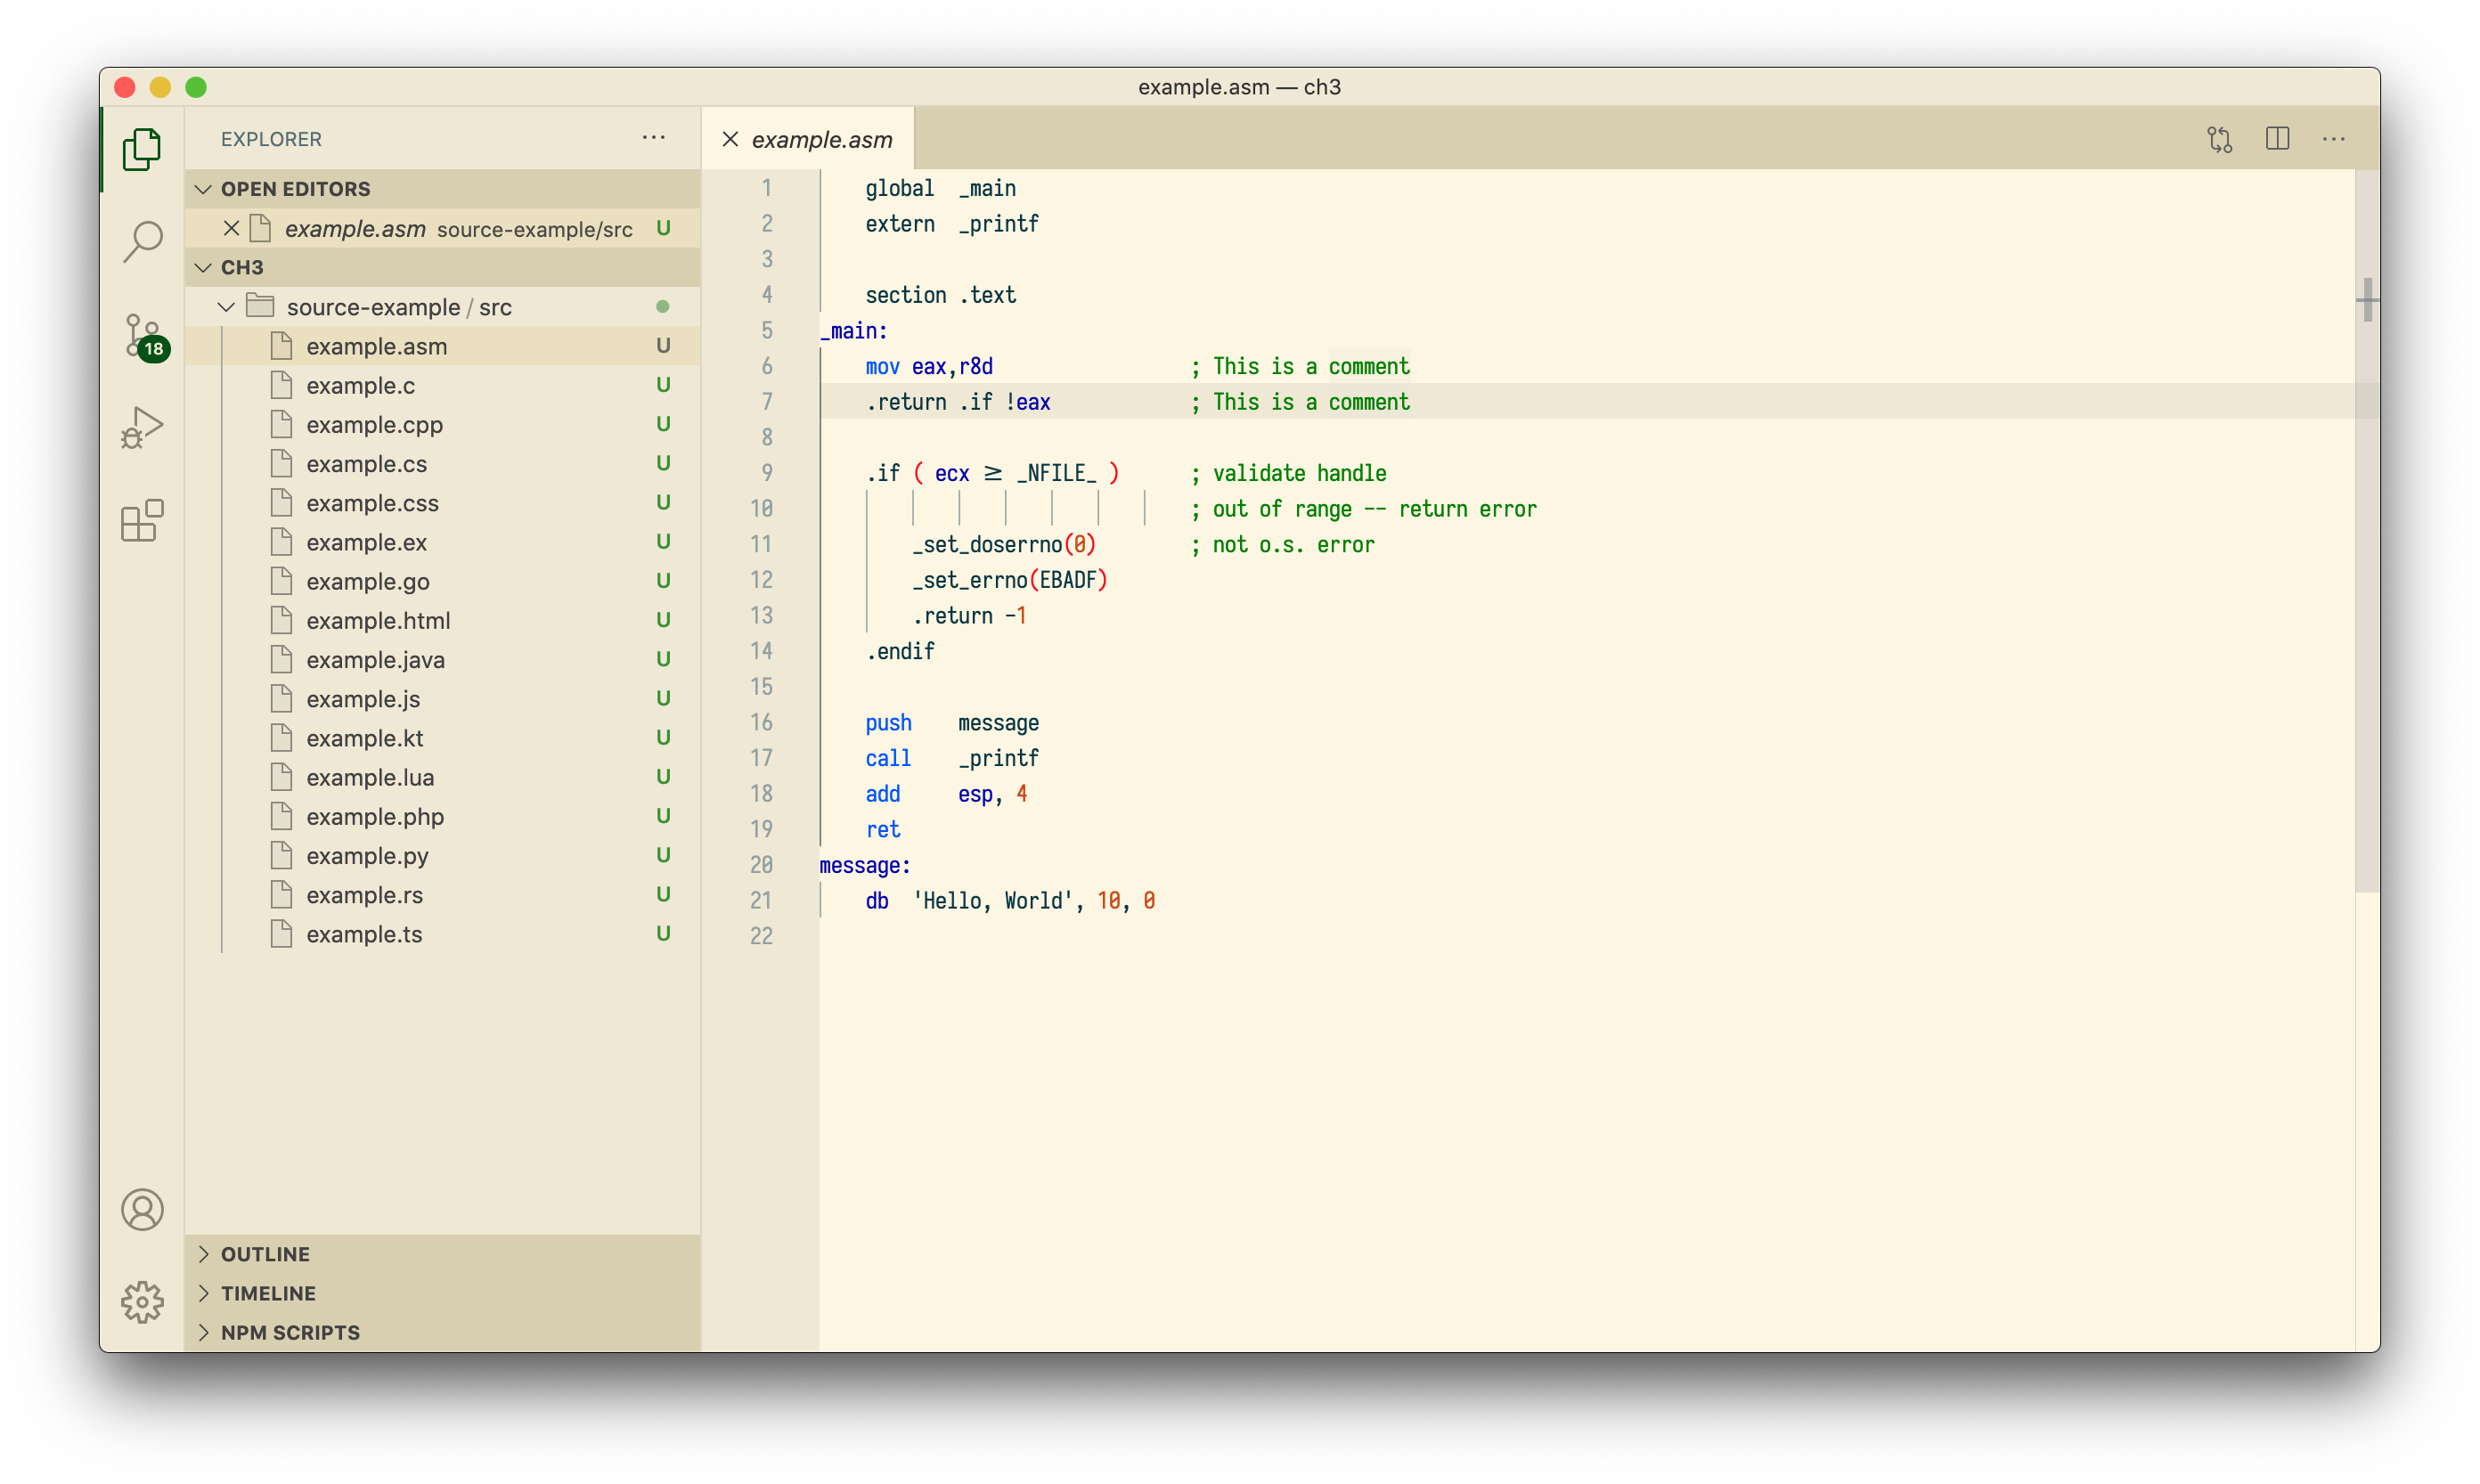 example.asm — ch3
EXPLORER
OPEN EDITORS
example.asm source-example/src U
CH3
source-example / src
example.asm U
example.c U
example.cpp U
example.cs U
example.css U
example.ex U
example.go U
example.html U
example.java U
example.js U
example.kt U
example.lua U
example.php U
example.py U
example.rs U
example.ts U
OUTLINE
TIMELINE
NPM SCRIPTS
18
example.asm
1 global _main
2 extern _printf
3
4 section .text
5 _main:
6 mov eax,r8d ; This is a comment
7 .return .if !eax ; This is a comment
8
9 .if ( ecx ≥ _NFILE_ ) ; validate handle
10 ; out of range -- return error
11 _set_doserrno(0) ; not o.s. error
12 _set_errno(EBADF)
13 .return -1
14 .endif
15
16 push message
17 call _printf
18 add esp, 4
19 ret
20 message:
21 db 'Hello, World', 10, 0
22